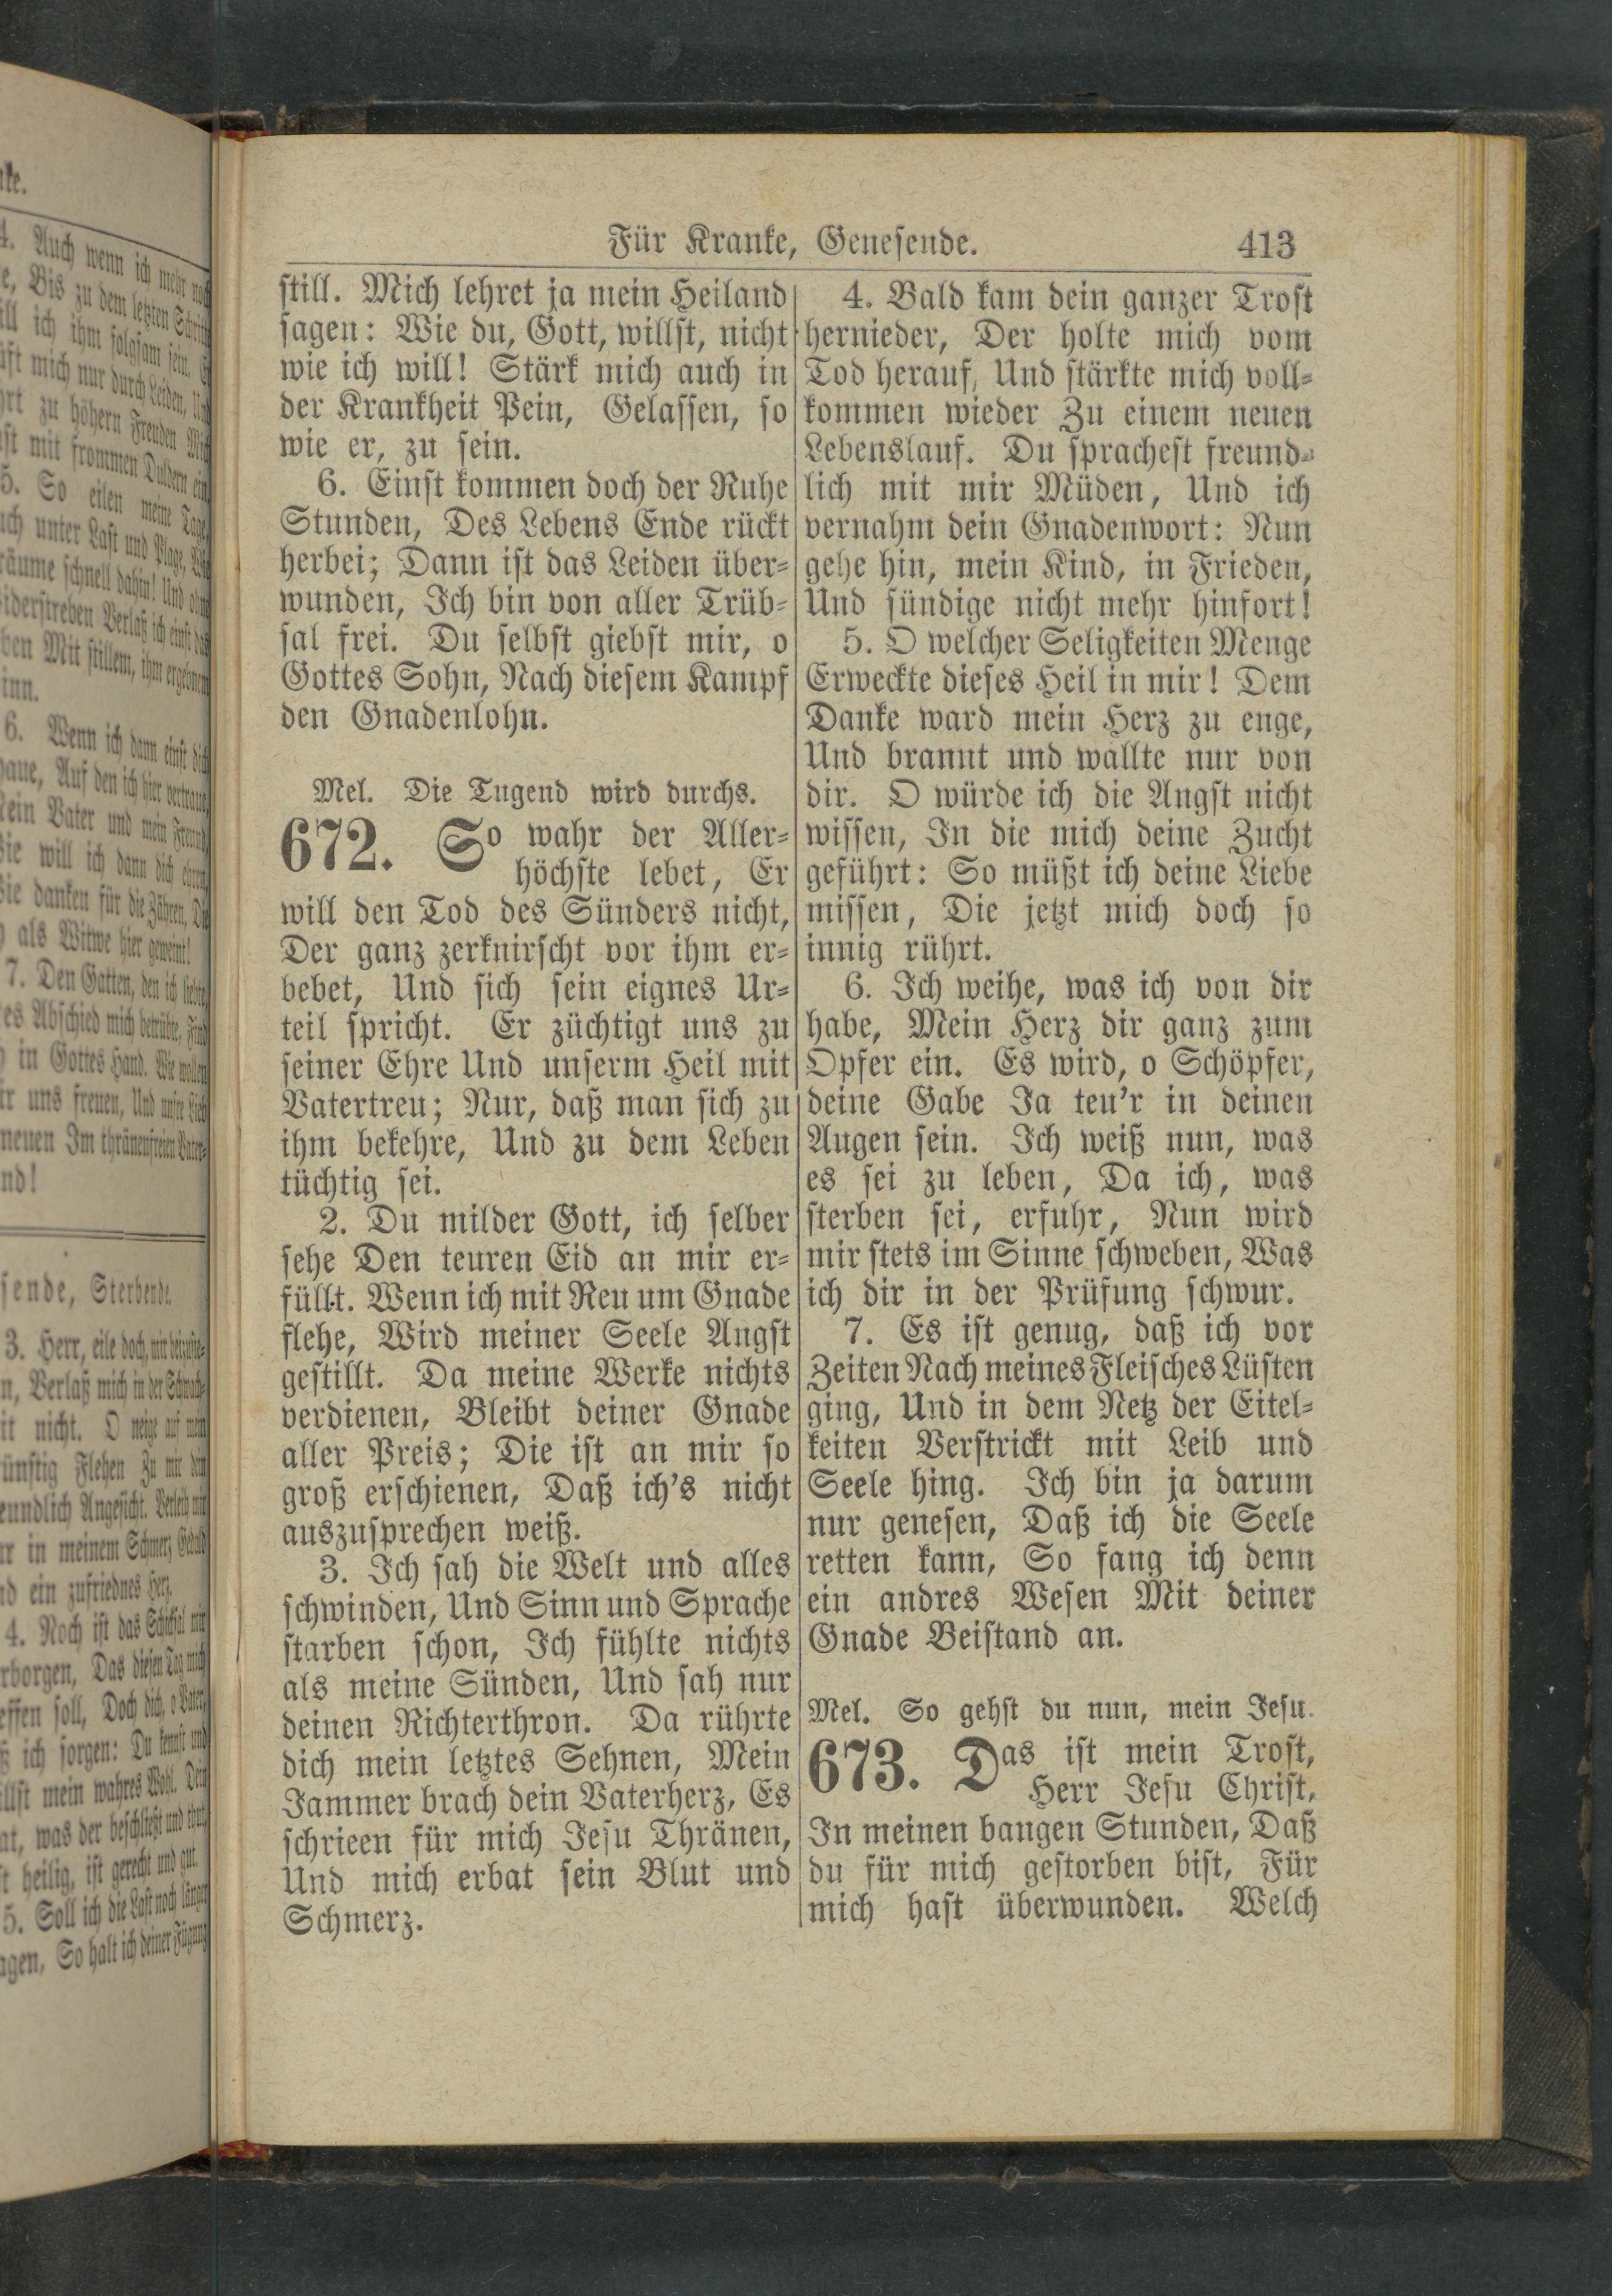 Für Kranke, Genesende. 413
still. Mich lehret ja mein Heiland
sagen: Wie du, Gott, willst, nicht
wie ich will! Stärk mich auch in
der Krankheit Pein, Gelassen, so
wie er, zu sein.
6. Einst kommen doch der Ruhe
Stunden, Des Lebens Ende rückt
herbei; Dann ist das Leiden über-
wunden, Ich bin von aller Trüb-
sal frei. Du selbst giebst mir, o
Gottes Sohn, Nach diesem Kampf
den Gnadenlohn.
Mel. Die Tugend wird durchs.
672. So wahr der Aller-
höchste lebet, Er
will den Tod des Sünders nicht,
Der ganz zerknirscht vor ihm er-
bebet, Und sich sein eignes Ur-
teil spricht. Er züchtigt uns zu
seiner Ehre Und unserm Heil mit
Vatertreu; Nur, daß man sich zu
ihm bekehre, Und zu dem Leben
tüchtig sei.
2. Du milder Gott, ich selber
sehe Den teuren Eid an mir er-
füllt. Wenn ich mit Reu um Gnade
flehe, Wird meiner Seele Angst
gestillt. Da meine Werke nichts
verdienen, Bleibt deiner Gnade
aller Preis; Die ist an mir so
groß erschienen, Daß ich's nicht
auszusprechen weiß.
3. Ich sah die Welt und alles
schwinden, Und Sinn und Sprache
starben schon, Ich fühlte nichts
als meine Sünden, Und sah nur
deinen Richterthron. Da rührte
dich mein letztes Sehnen, Mein
Jammer brach dein Vaterherz, Es
schrieen für mich Jesu Thränen,
Und mich erbat sein Blut und
Schmerz.
4. Bald kam dein ganzer Trost
hernieder, Der holte mich vom
Tod herauf, Und stärkte mich voll-
kommen wieder Zu einem neuen
Lebenslauf. Du sprachest freund-
lich mit mir Müden, Und ich
vernahm dein Gnadenwort: Nun
gehe hin, mein Kind, in Frieden,
Und sündige nicht mehr hinfort!
5. O welcher Seligkeiten Menge
Erweckte dieses Heil in mir! Dem
Danke ward mein Herz zu enge,
Und brannt und wallte nur von
dir. O würde ich die Angst nicht
wissen, In die mich deine Zucht
geführt: So müßt ich deine Liebe
missen, Die jetzt mich doch so
innig rührt.
6. Ich weihe, was ich von dir
habe, Mein Herz dir ganz zum
Opfer ein. Es wird, o Schöpfer,
deine Gabe Ja teu'r in deinen
Augen sein. Ich weiß nun, was
es sei zu leben, Da ich, was
sterben sei, erfuhr, Nun wird
mir stets im Sinne schweben, Was
ich dir in der Prüfung schwur.
7. Es ist genug, daß ich vor
Zeiten Nach meines Fleisches Lüsten
ging, Und in dem Netz der Eitel-
keiten Verstrickt mit Leib und
Seele hing. Ich bin ja darum
nur genesen, Daß ich die Seele
retten kann, So fang ich denn
ein andres Wesen Mit deiner
Gnade Beistand an.
Mel. So gehst du nun, mein Jesu.
673. Das ist mein Trost,
Herr Jesu Christ,
In meinen bangen Stunden, Daß
du für mich gestorben bist, Für
mich hast überwunden. Welch